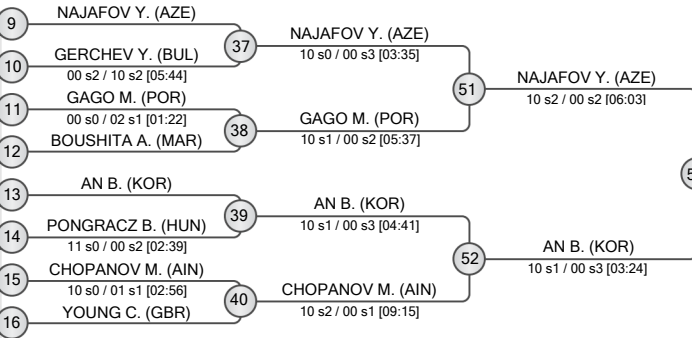 9
NAJAFOV Y. (AZE)
37
NAJAFOV Y. (AZE)
10 s0 / 00 s3 [03:35]
10
GERCHEV Y. (BUL)
00 s2 / 10 s2 [05:44]
51
NAJAFOV Y. (AZE)
10 s2 / 00 s2 [06:03]
11
GAGO M. (POR)
00 s0 / 02 s1 [01:22]
38
GAGO M. (POR)
10 s1 / 00 s2 [05:37]
12
BOUSHITA A. (MAR)
13
AN B. (KOR)
39
AN B. (KOR)
10 s1 / 00 s3 [04:41]
14
PONGRACZ B. (HUN)
11 s0 / 00 s2 [02:39]
52
AN B. (KOR)
10 s1 / 00 s3 [03:24]
15
CHOPANOV M. (AIN)
10 s0 / 01 s1 [02:56]
40
CHOPANOV M. (AIN)
10 s2 / 00 s1 [09:15]
16
YOUNG C. (GBR)